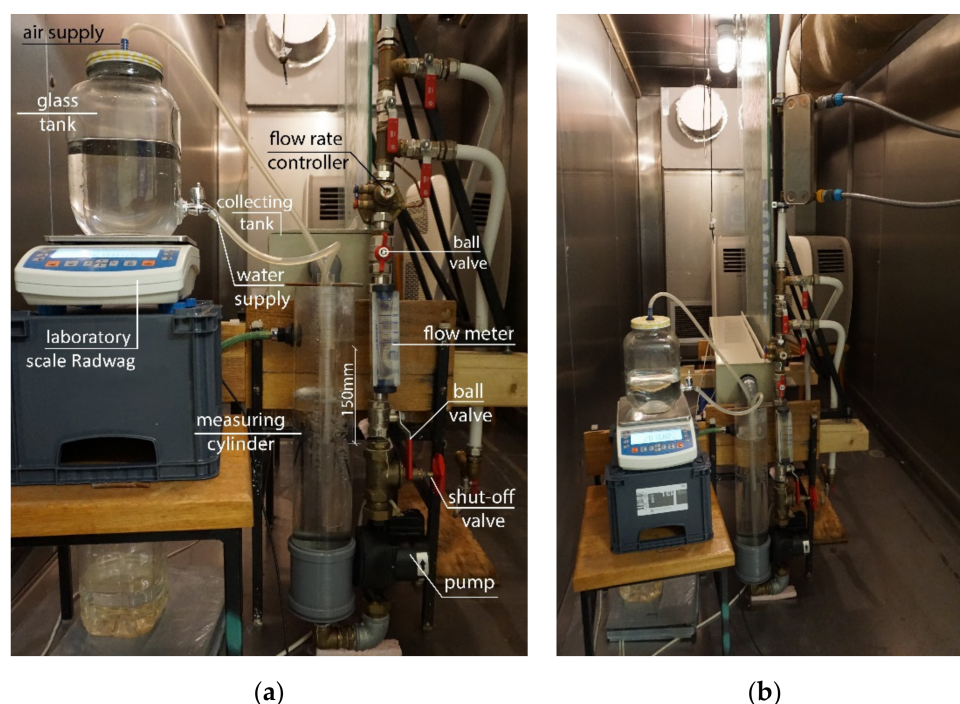 air supply
glass
tank
flow rate
controller
collecting
tank
ball
valve
water
supply
laboratory
scale Radwag
flow meter
150mm
ball
valve
measuring
cylinder
shut-off
valve
pump
(a)
(b)